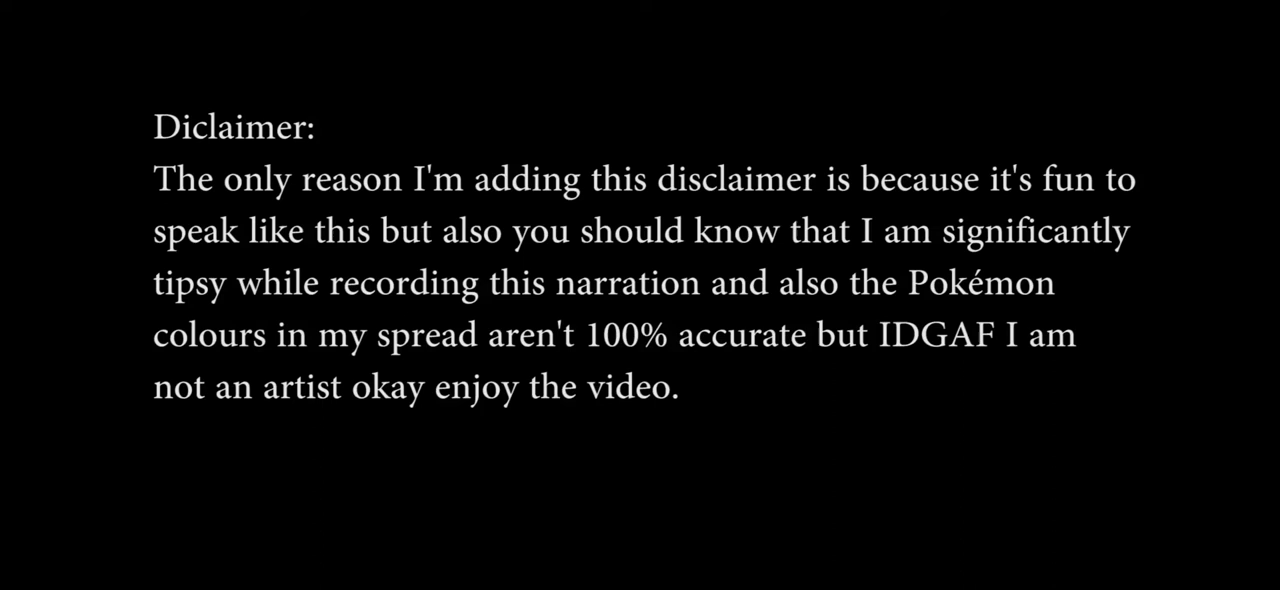 Diclaimer:
The only reason I'm adding this disclaimer is because it's fun to
speak like this but also you should know that I am significantly
tipsy while recording this narration and also the Pokémon
colours in my spread aren't 100% accurate but IDGAF I am
not an artist okay enjoy the video.